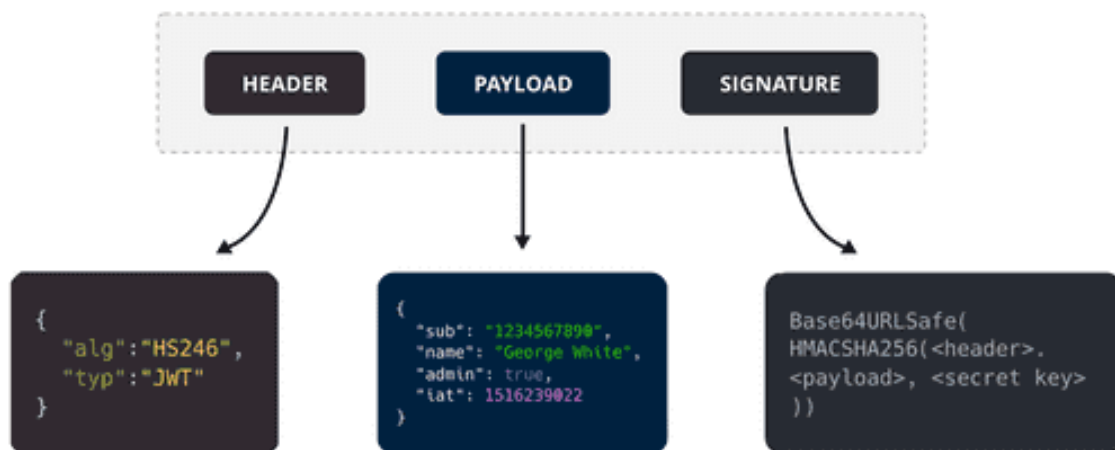 HEADER
PAYLOAD
SIGNATURE
{
"alg":"HS246",
"typ":"JWT"
}
{
"sub": "1234567890",
"name": "George White",
"admin": true,
"iat": 1516239022
}
Base64URLSafe(
HMACSHA256(<header>.
<payload>, <secret key>
))